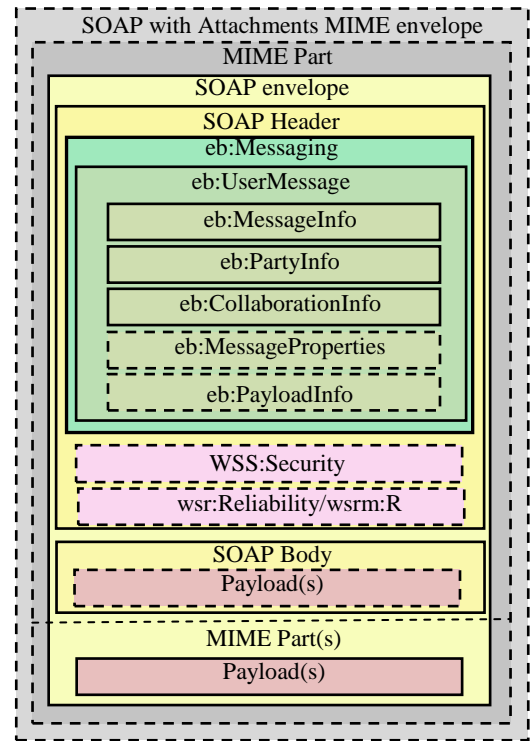 SOAP with Attachments MIME envelope
MIME Part
SOAP envelope
SOAP Header
eb:Messaging
eb:UserMessage
eb:MessageInfo
eb:PartyInfo
eb:CollaborationInfo
eb:MessageProperties
eb:PayloadInfo
WSS:Security
wsr:Reliability/wsrm:R
SOAP Body
Payload(s)
MIME Part(s)
Payload(s)